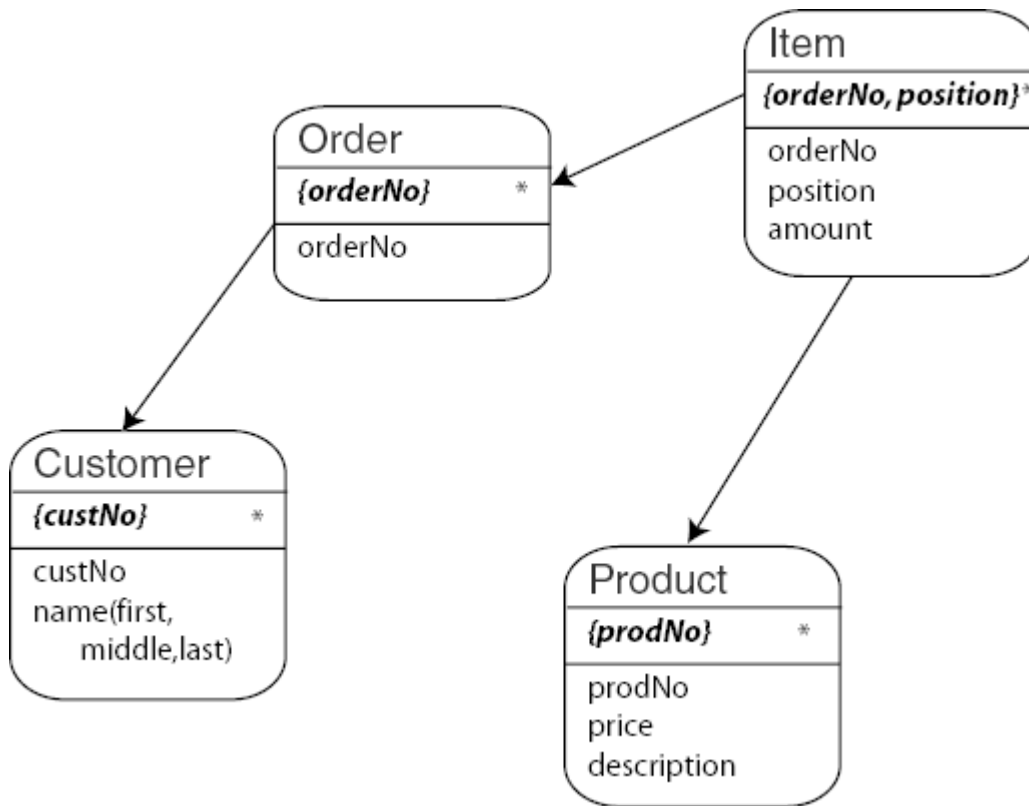 Item
{orderNo, position}*
orderNo
position
amount
Order
{orderNo} *
orderNo
Customer
{custNo} *
custNo
name(first,
middle,last)
Product
{prodNo} *
prodNo
price
description